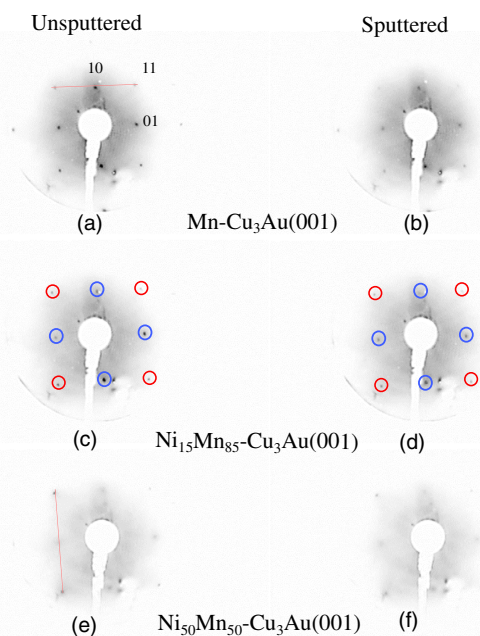 Unsputtered Sputtered
10 11
01
(a) Mn-Cu₃Au(001) (b)
(c) Ni₁₅Mn₈₅-Cu₃Au(001) (d)
(e) Ni₅₀Mn₅₀-Cu₃Au(001) (f)